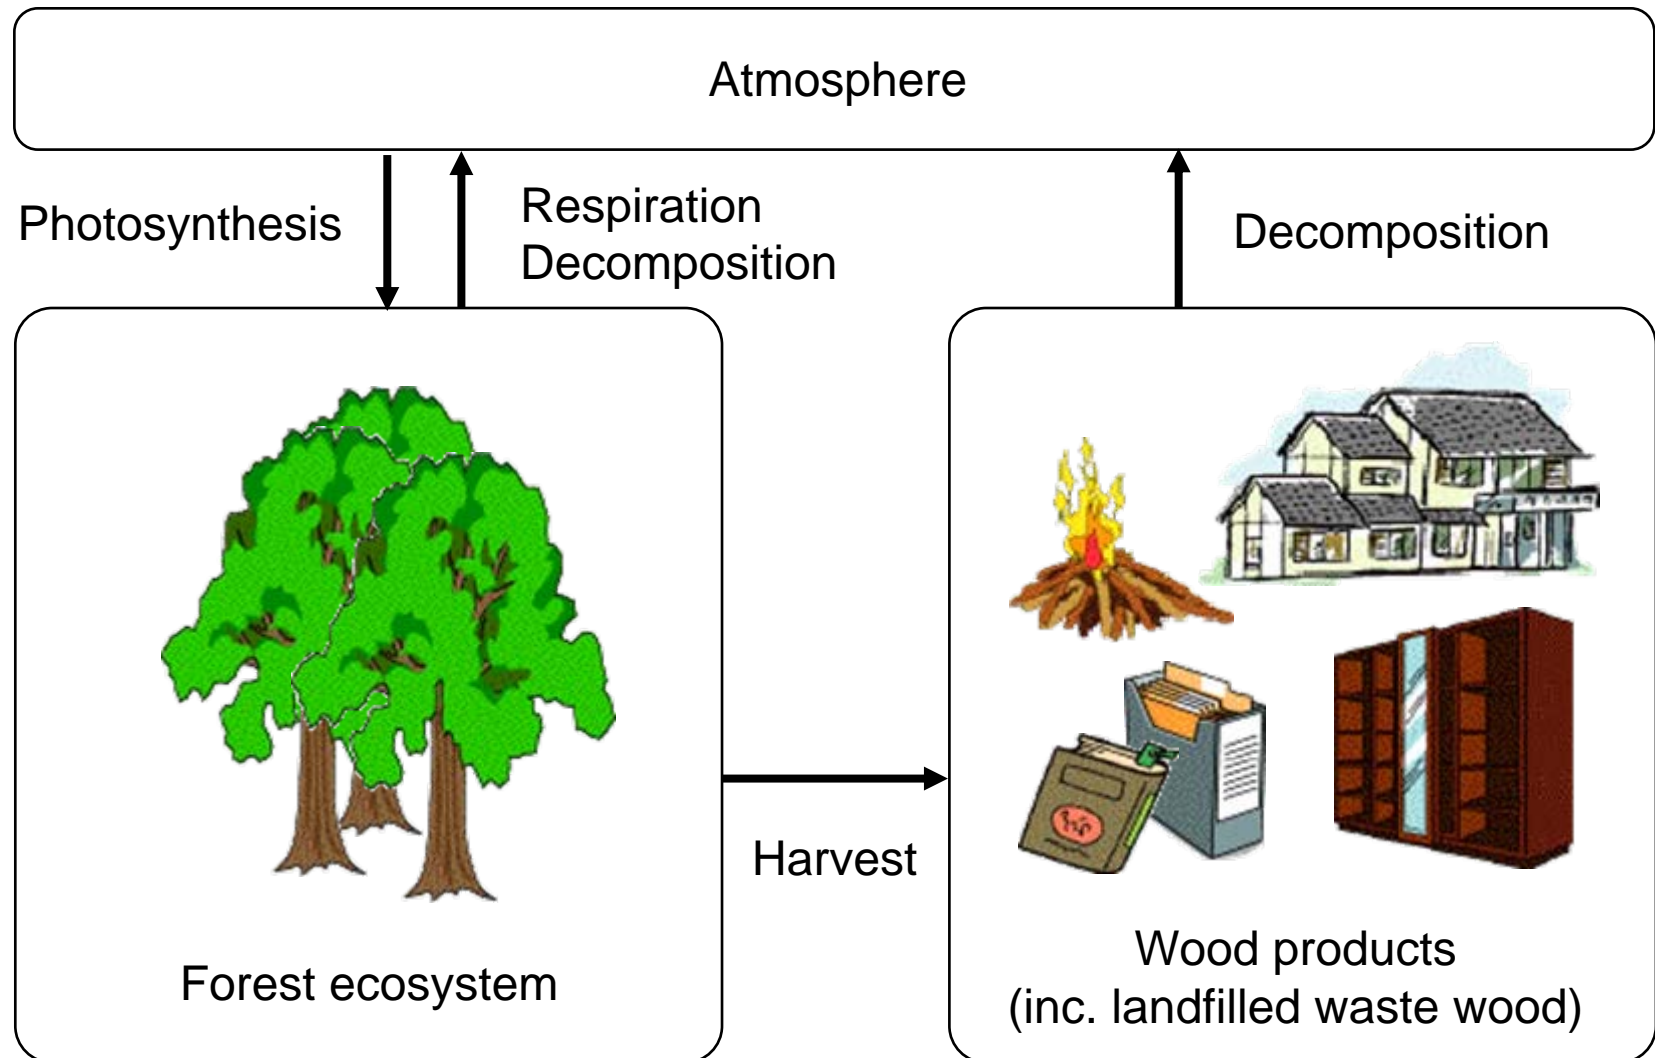 Atmosphere
Photosynthesis
Respiration
Decomposition
Decomposition
Harvest
Forest ecosystem
Wood products
(inc. landfilled waste wood)